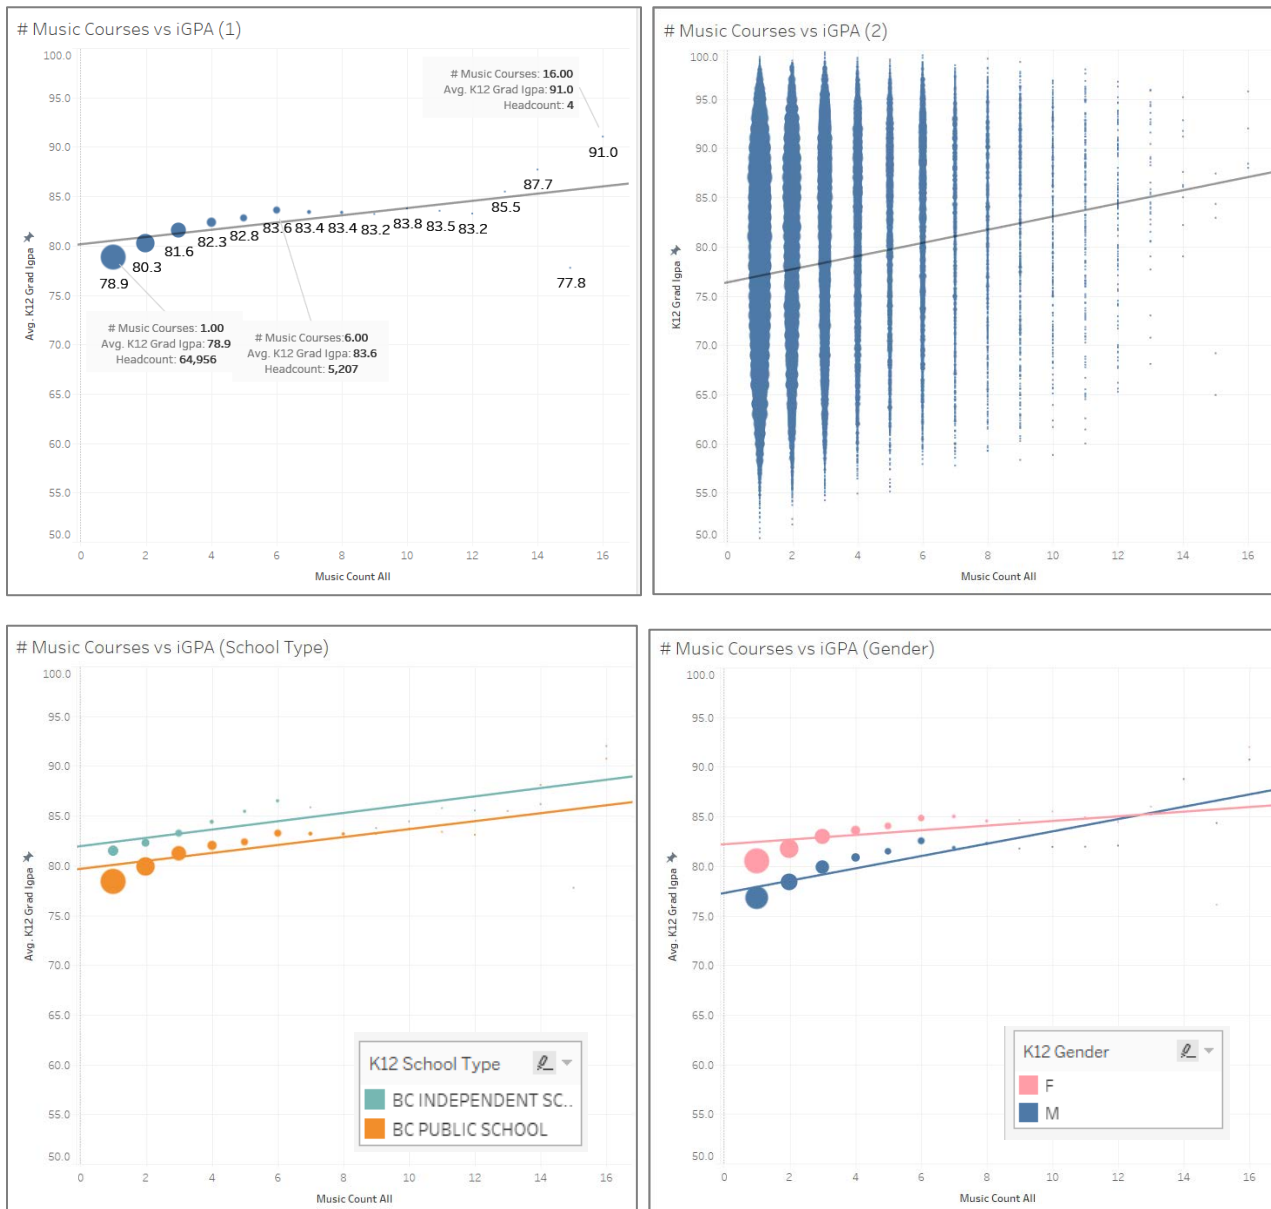 # Music Courses vs iGPA (1)
100.0
95.0
90.0
85.0
80.0
75.0
70.0
65.0
60.0
55.0
50.0
Avg. K12 Grad Igpa
# Music Courses: 16.00
Avg. K12 Grad Igpa: 91.0
Headcount: 4
91.0
87.7
85.5
78.9
80.3
81.6
82.3
82.8
83.6
83.4
83.4
83.2
83.8
83.5
83.2
77.8
# Music Courses: 1.00
Avg. K12 Grad Igpa: 78.9
Headcount: 64,956
# Music Courses: 6.00
Avg. K12 Grad Igpa: 83.6
Headcount: 5,207
0 2 4 6 8 10 12 14 16
Music Count All
# Music Courses vs iGPA (2)
100.0
95.0
90.0
85.0
80.0
75.0
70.0
65.0
60.0
55.0
50.0
K12 Grad Igpa
0 2 4 6 8 10 12 14 16
Music Count All
# Music Courses vs iGPA (School Type)
100.0
95.0
90.0
85.0
80.0
75.0
70.0
65.0
60.0
55.0
50.0
Avg. K12 Grad Igpa
K12 School Type
BC INDEPENDENT SC..
BC PUBLIC SCHOOL
0 2 4 6 8 10 12 14 16
Music Count All
# Music Courses vs iGPA (Gender)
100.0
95.0
90.0
85.0
80.0
75.0
70.0
65.0
60.0
55.0
50.0
Avg. K12 Grad Igpa
K12 Gender
F
M
0 2 4 6 8 10 12 14 16
Music Count All